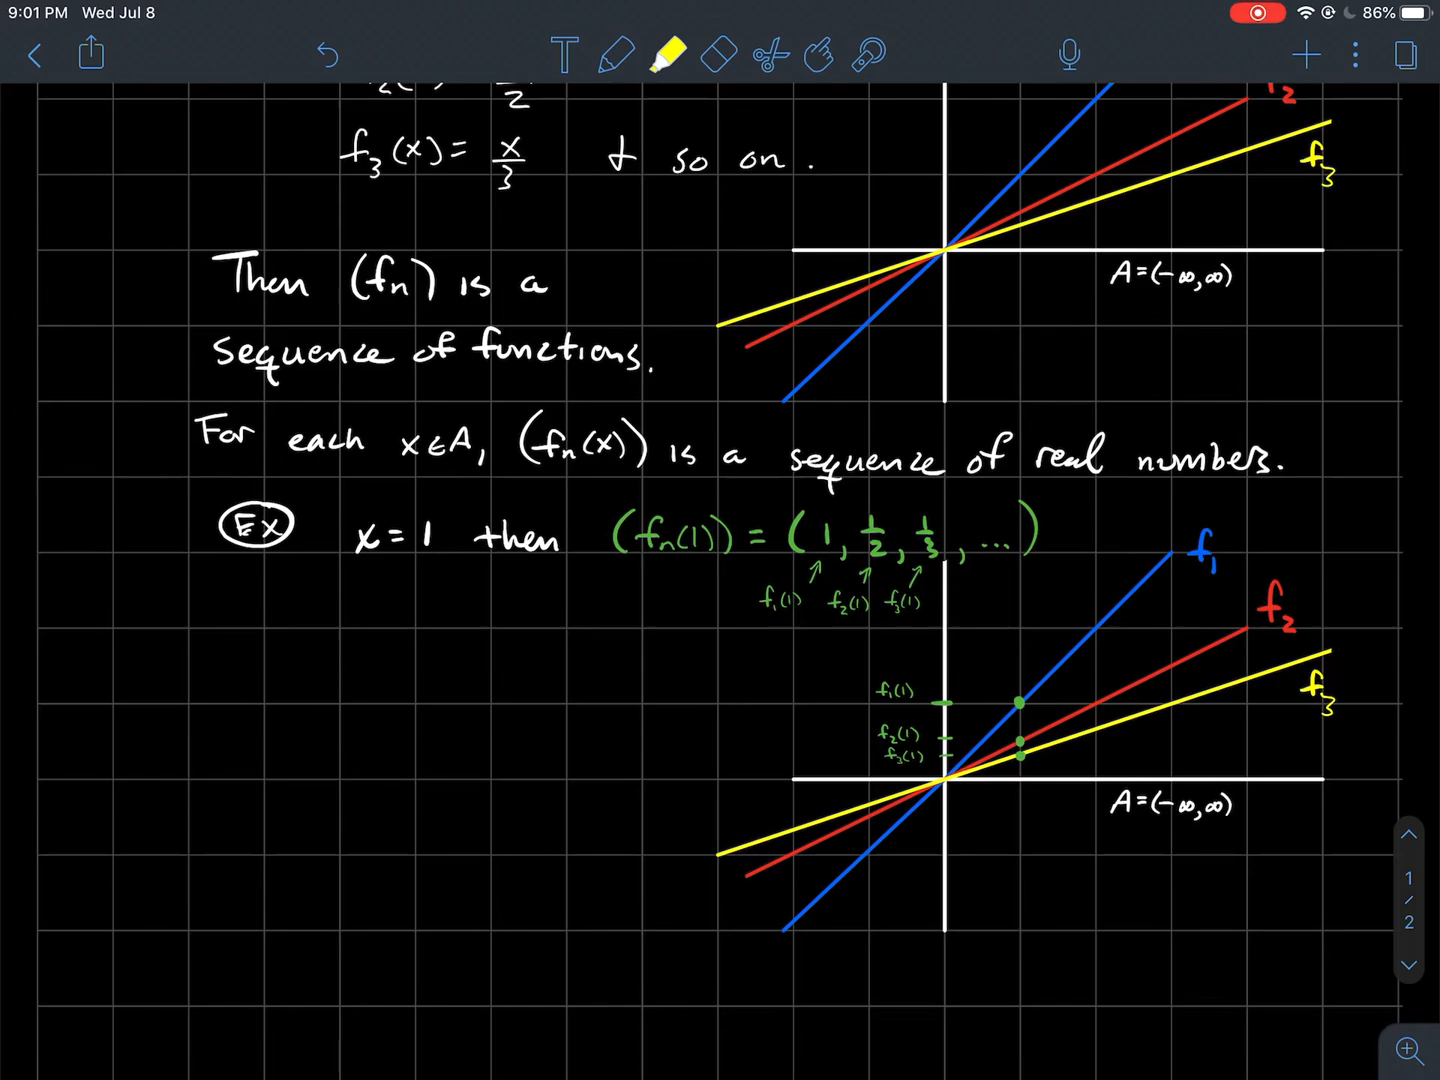 9:01 PM Wed Jul 8
86%
2
f₂
f₃(x) = x/3 & so on.
f₃
A=(-∞,∞)
Then (fₙ) is a
sequence of functions.
For each x∈A, (fₙ(x)) is a sequence of real numbers.
Ex x=1 then (fₙ(1)) = (1, 1/2, 1/3, ...)
f₁(1) f₂(1) f₃(1)
f₁
f₂
f₃
f₁(1)
f₂(1)
f₃(1)
A=(-∞,∞)
1
/
2